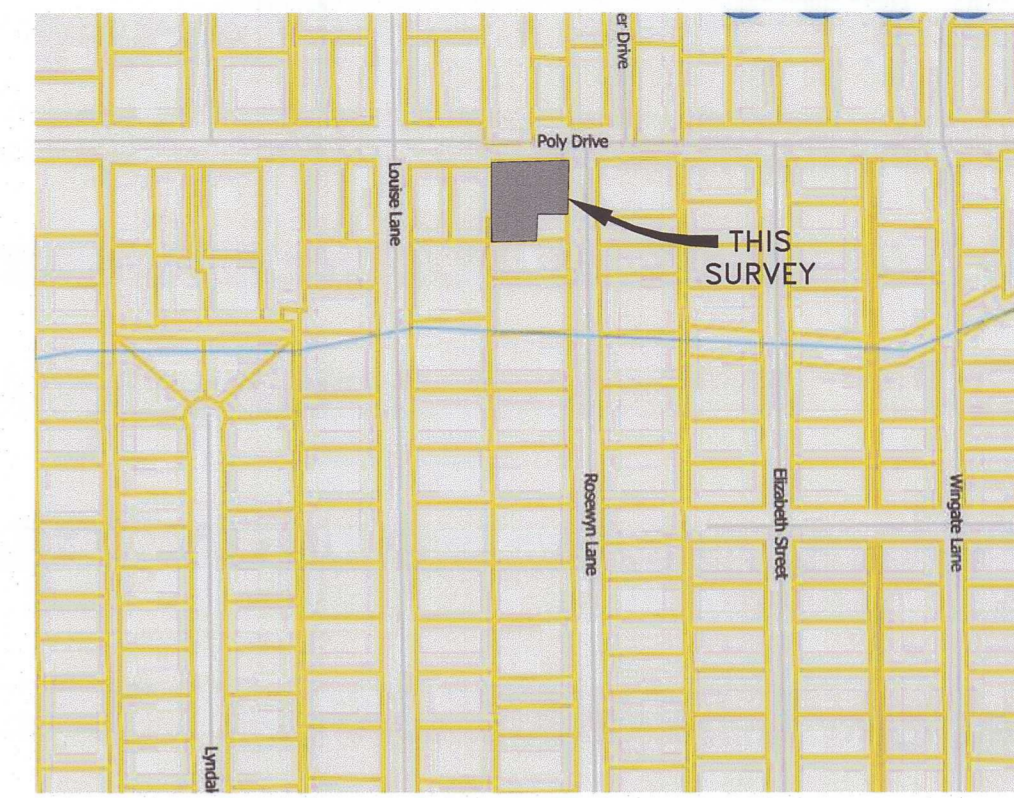 er Drive
Poly Drive
Louise Lane
THIS
SURVEY
Rosewyn Lane
Elizabeth Street
Wingate Lane
Lyndal